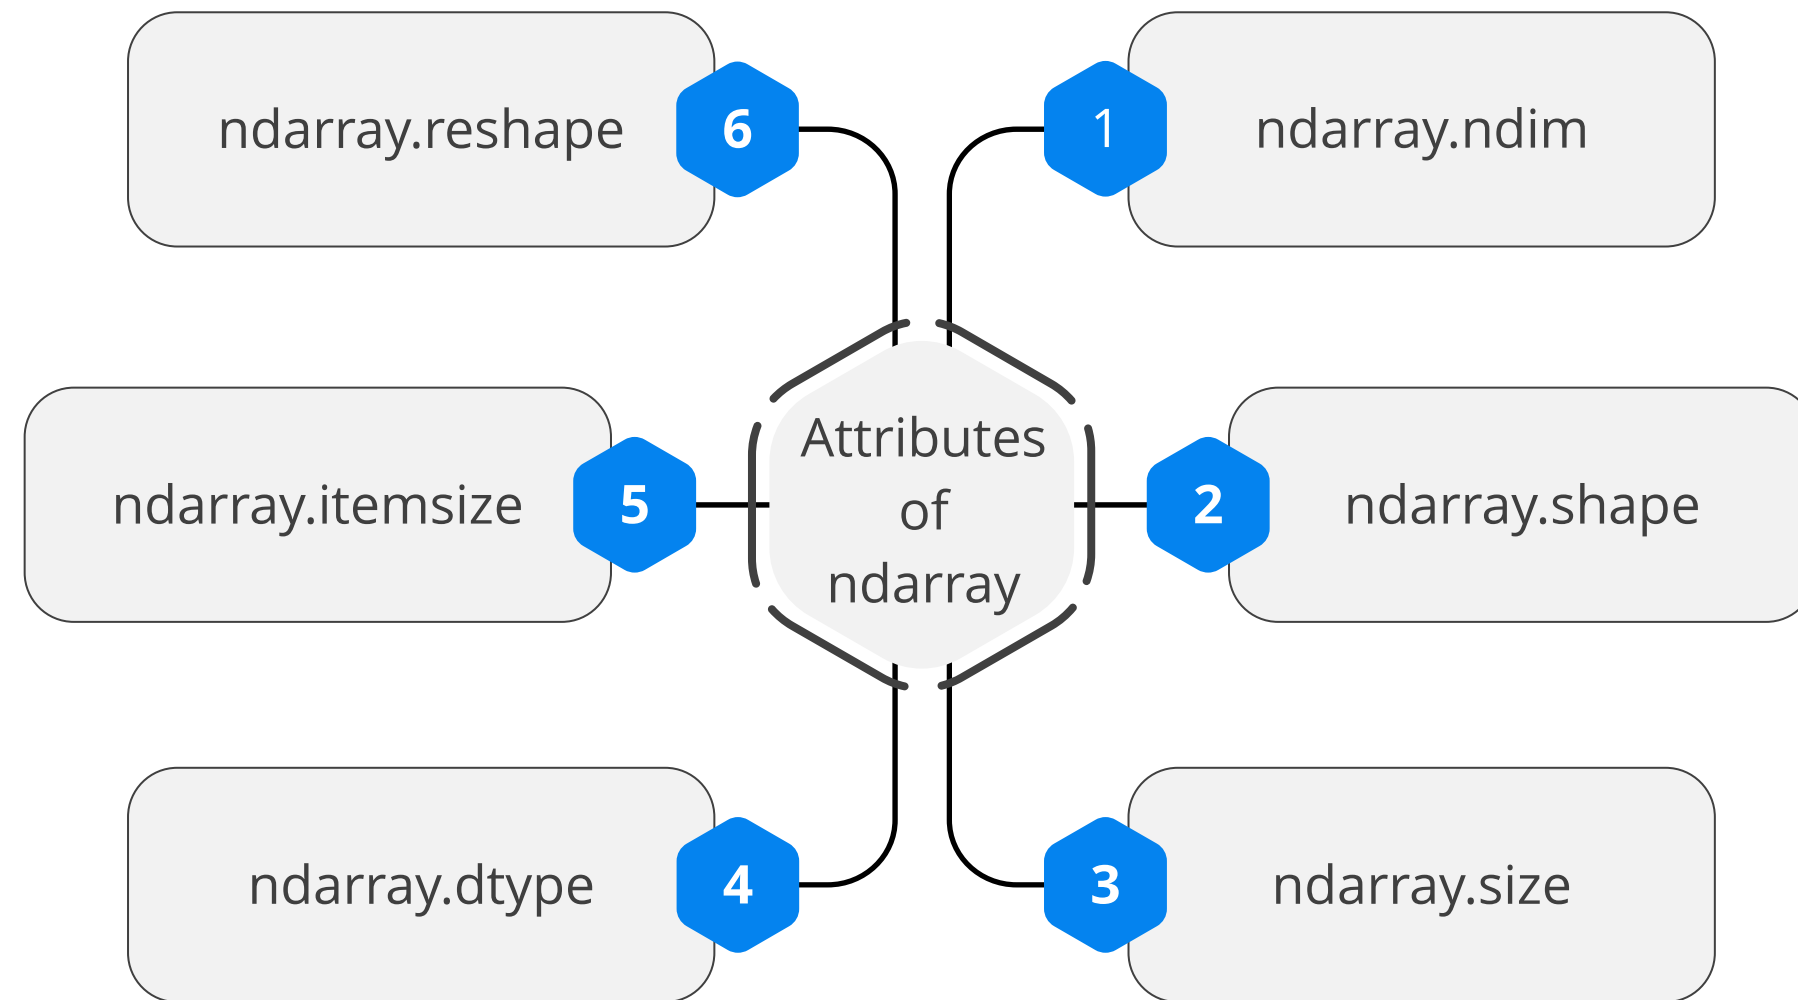 ndarray.reshape
6
1
ndarray.ndim
Attributes
of
ndarray
ndarray.itemsize
5
2
ndarray.shape
ndarray.dtype
4
3
ndarray.size